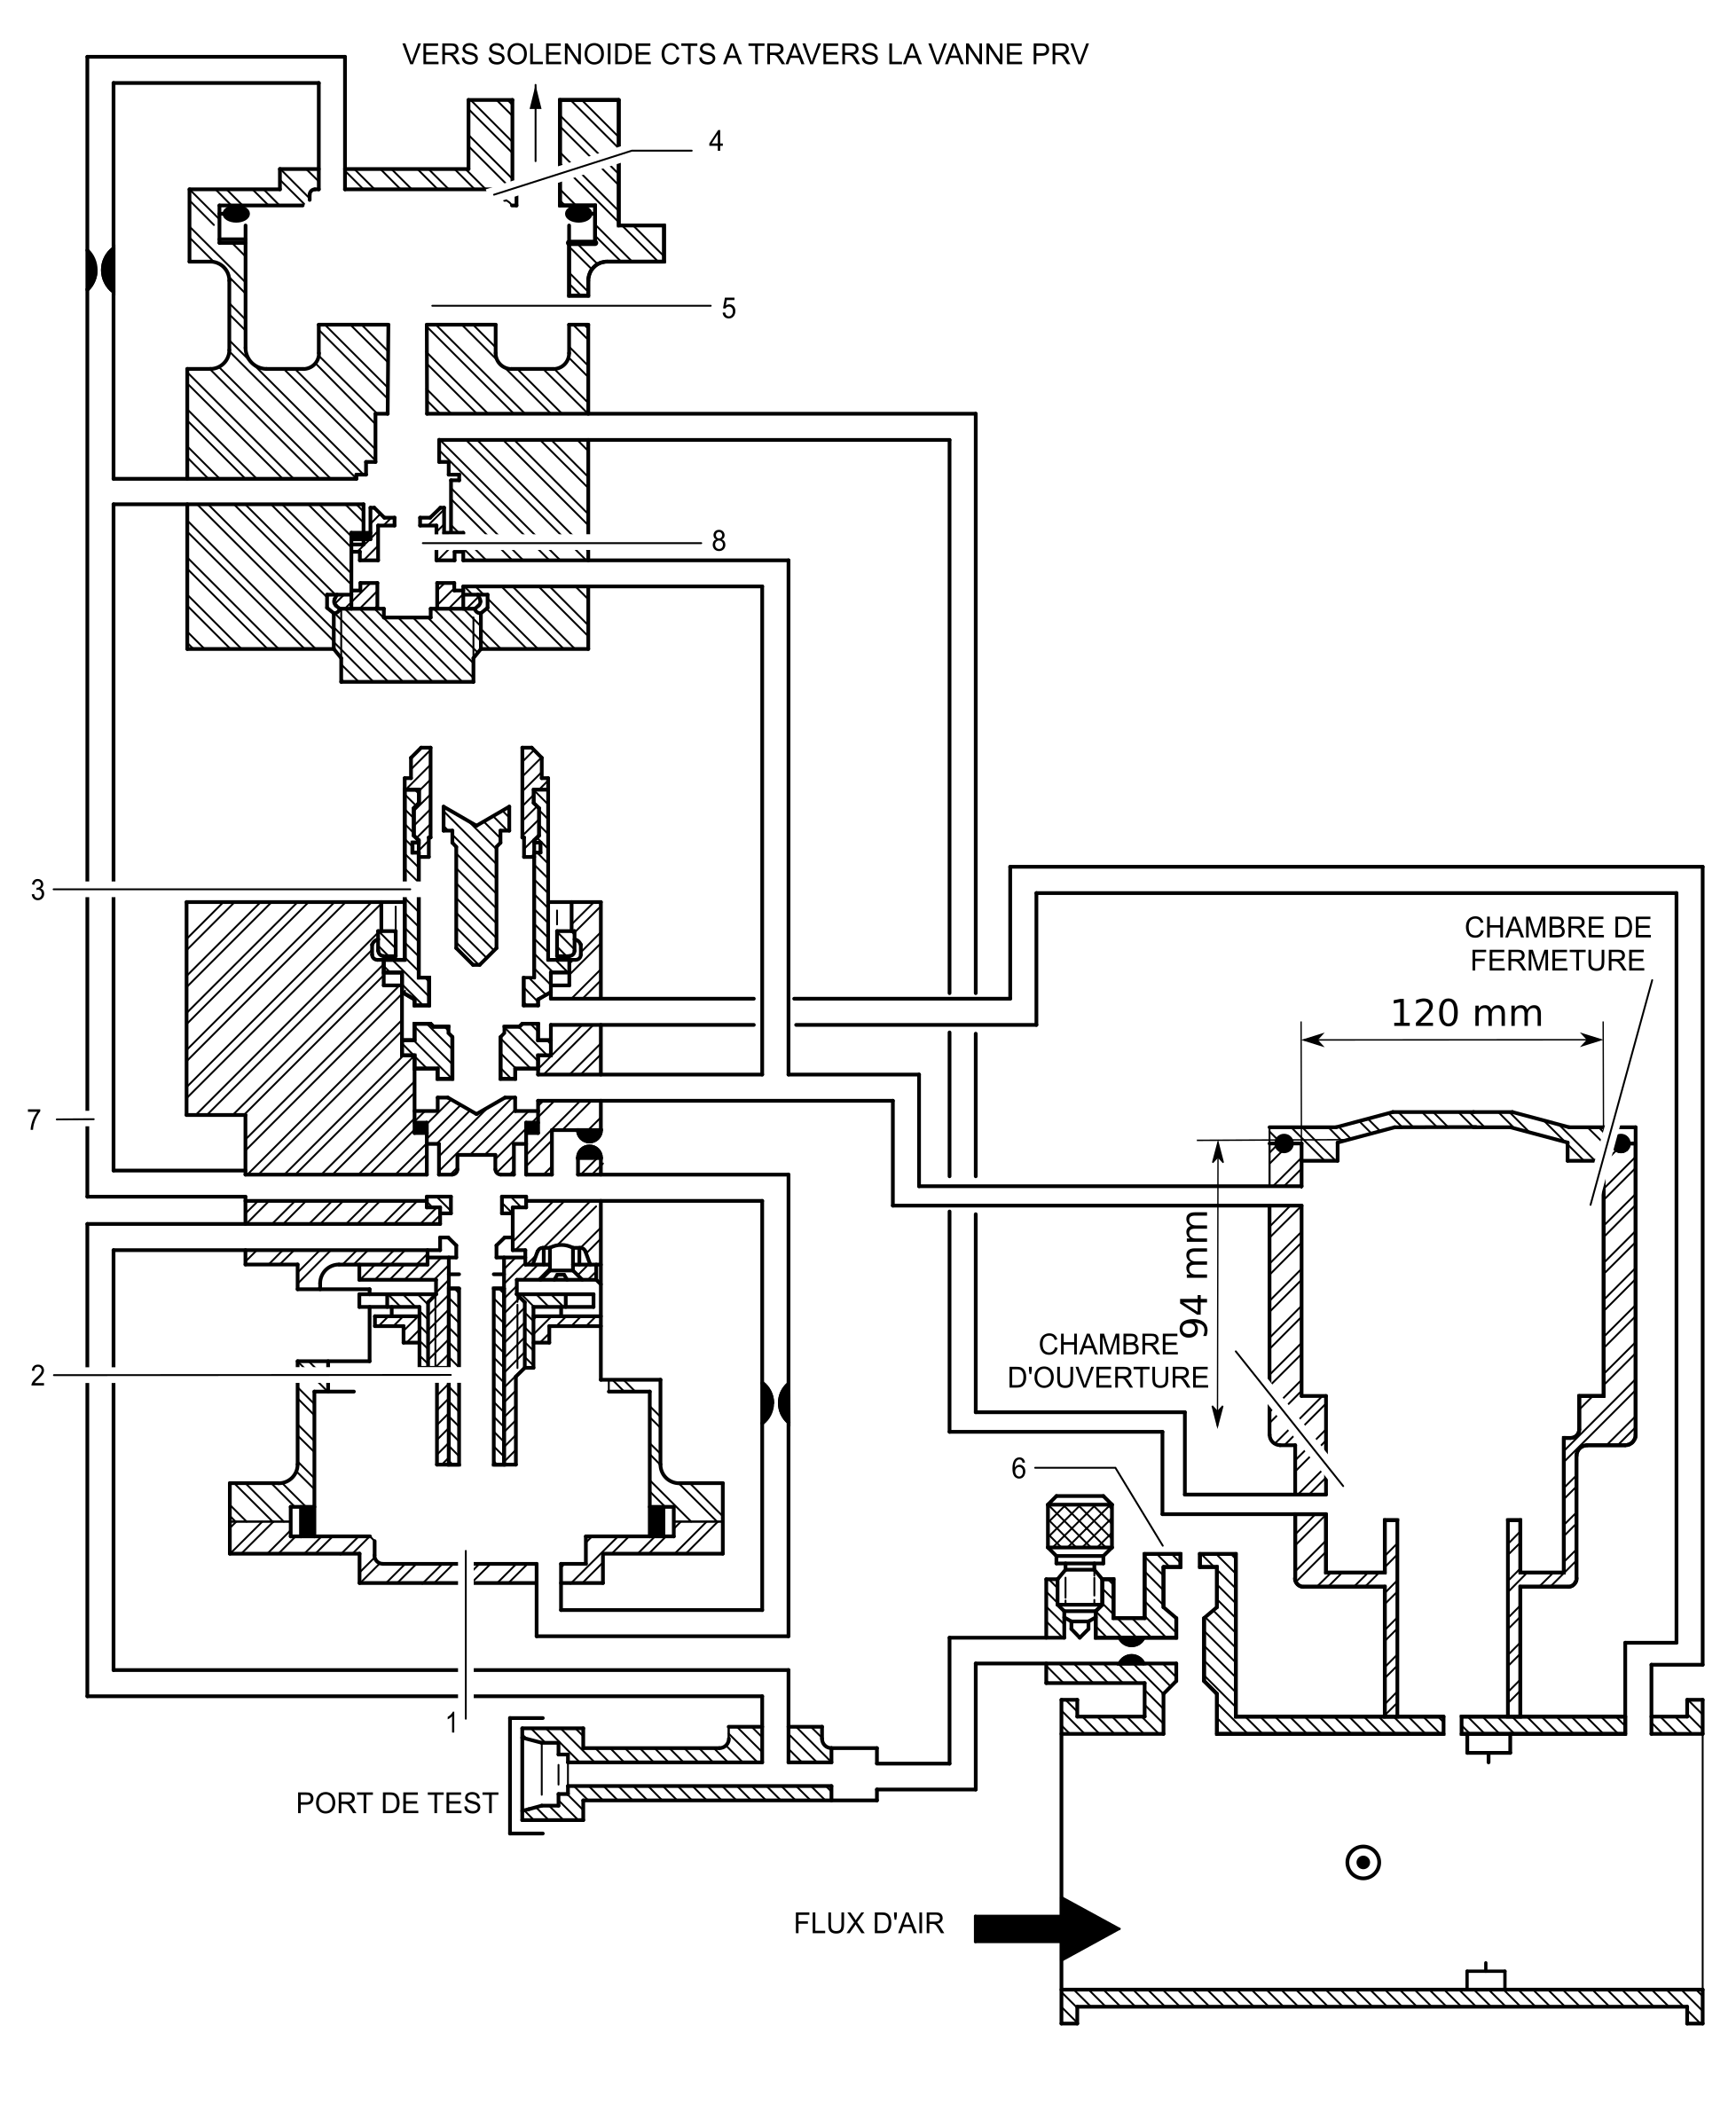 VERS SOLENOIDE CTS A TRAVERS LA VANNE PRV
4
5
8
3
CHAMBRE DE
FERMETURE
120 mm
7
94 mm
CHAMBRE
D'OUVERTURE
2
6
1
PORT DE TEST
FLUX D'AIR